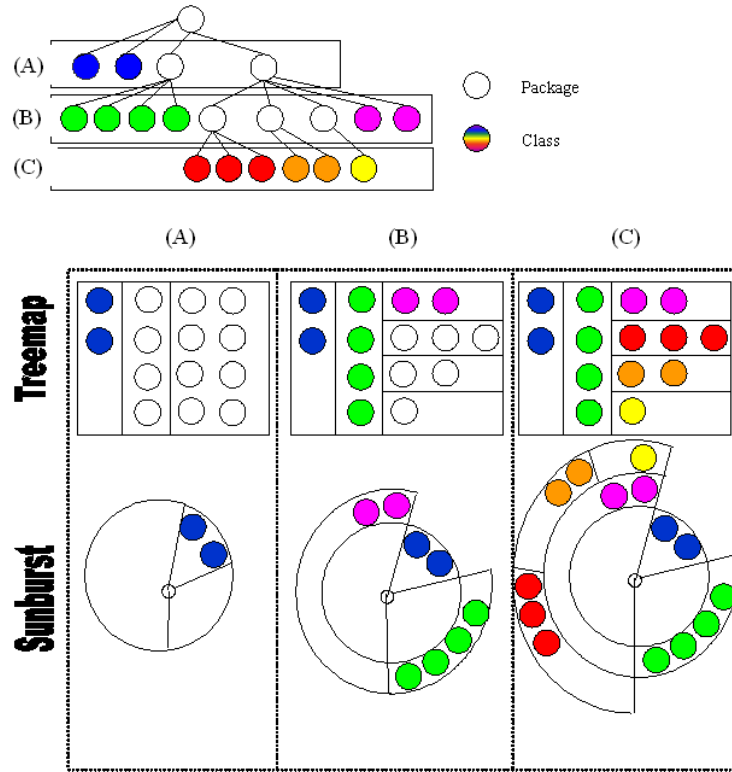 (A)
Package
(B)
Class
(C)
(A) (B) (C)
Treemap
Sunburst